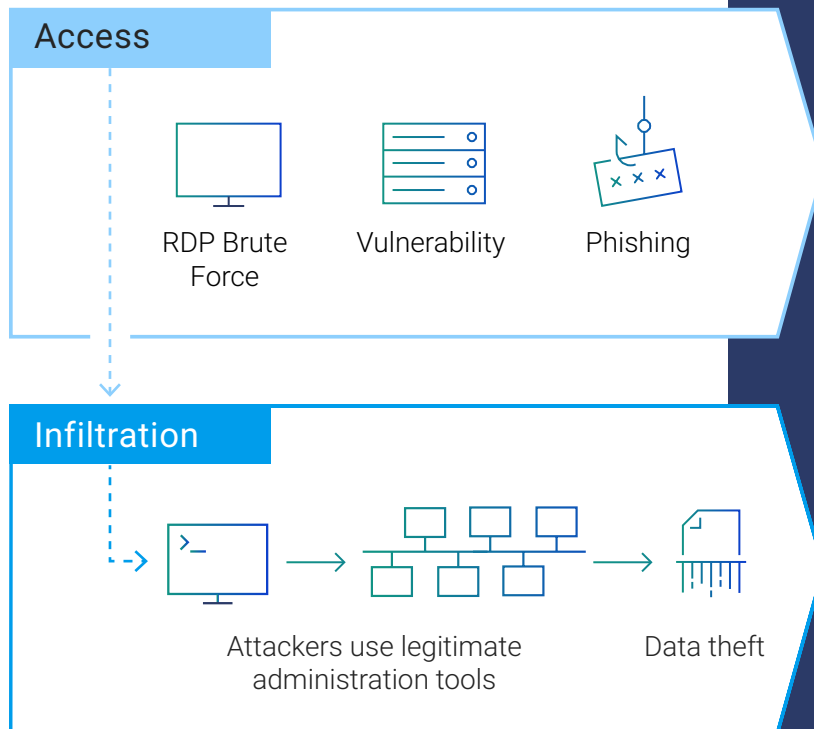 Access
RDP Brute
Force
Vulnerability
Phishing
Infiltration
Attackers use legitimate
administration tools
Data theft